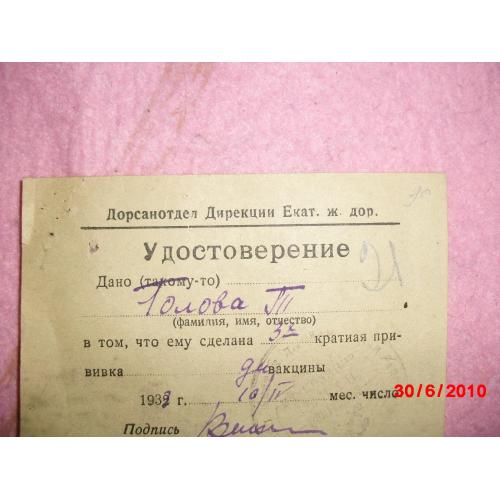 Дорсанотдел Дирекции Екат. ж. дор.
Удостоверение
Дано (такому-то)
Голова П
(фамилия, имя, отчество)
в том, что ему сделана 3х кратная при-
вивка вакцины
193 г. 10/II мес. число
Подпись
30/6/2010